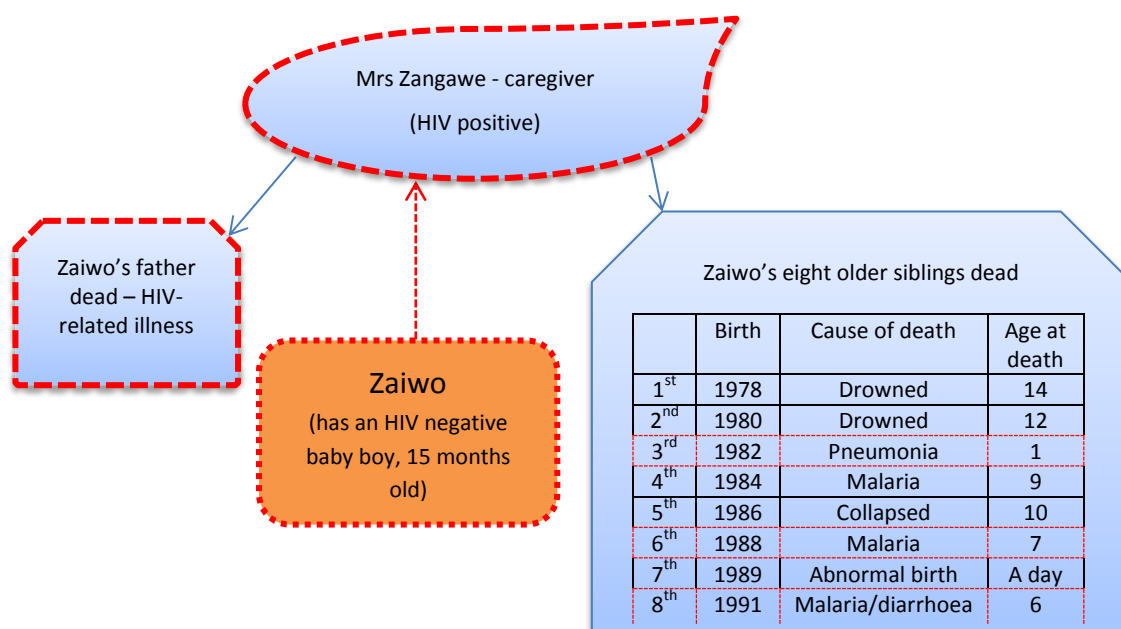 Mrs Zangawe - caregiver
(HIV positive)
Zaiwo's father
dead – HIV-
related illness
Zaiwo
(has an HIV negative
baby boy, 15 months
old)
Zaiwo's eight older siblings dead
Birth Cause of death Age at
death
1st 1978 Drowned 14
2nd 1980 Drowned 12
3rd 1982 Pneumonia 1
4th 1984 Malaria 9
5th 1986 Collapsed 10
6th 1988 Malaria 7
7th 1989 Abnormal birth A day
8th 1991 Malaria/diarrhoea 6